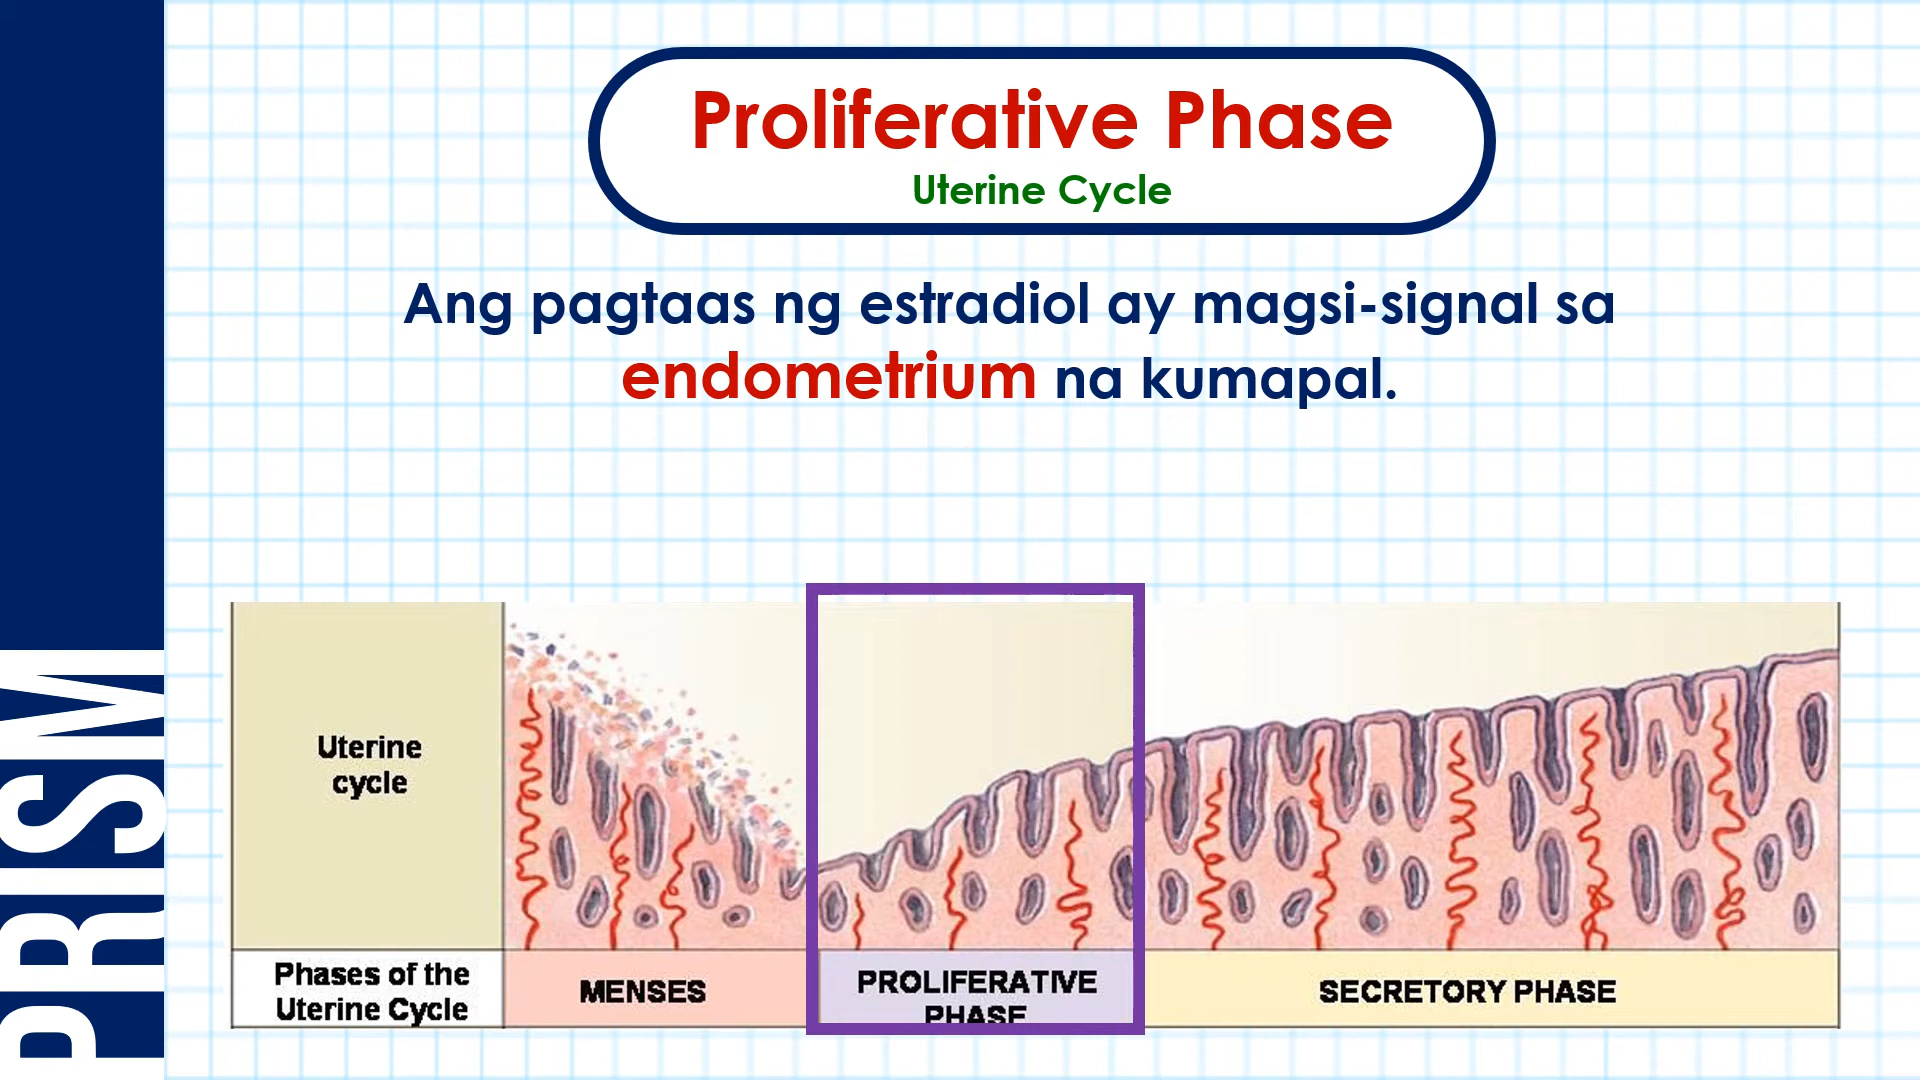 Proliferative Phase
Uterine Cycle
Ang pagtaas ng estradiol ay magsi-signal sa
endometrium na kumapal.
Uterine
cycle
Phases of the
Uterine Cycle
MENSES
PROLIFERATIVE
PHASE
SECRETORY PHASE
PRISM